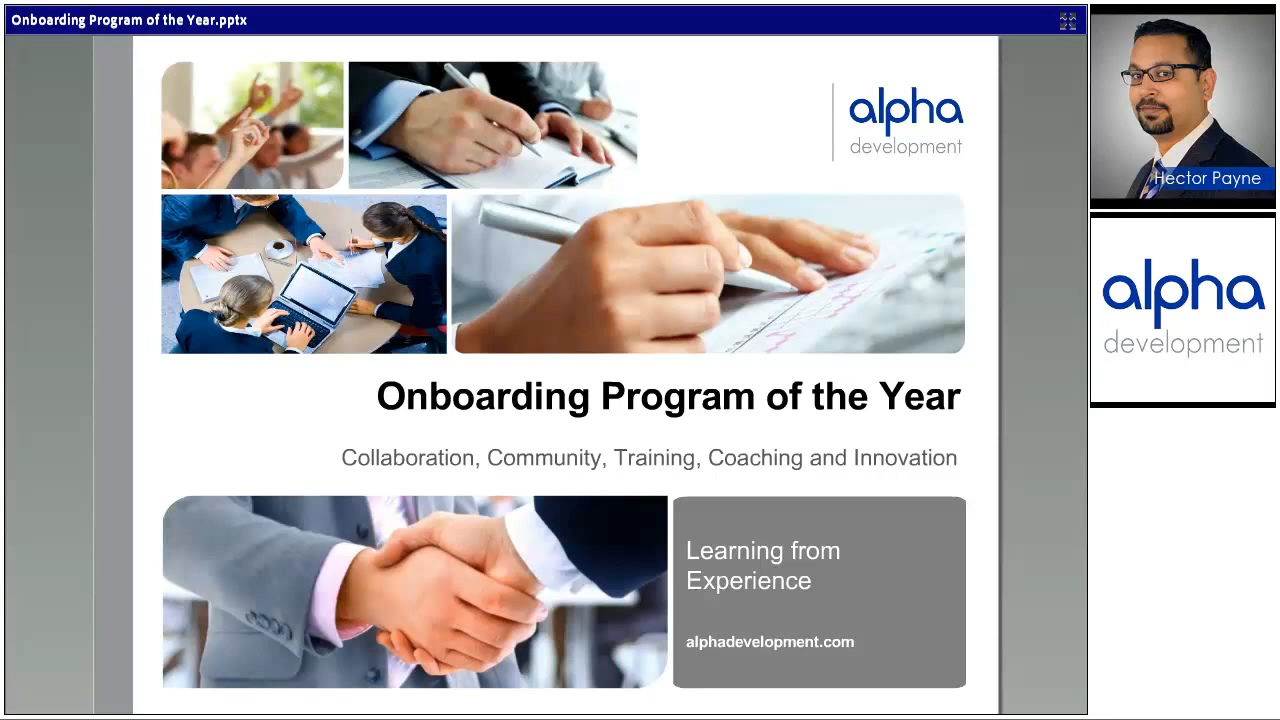 Onboarding Program of the Year.pptx
alpha
development
Hector Payne
alpha
development
Onboarding Program of the Year
Collaboration, Community, Training, Coaching and Innovation
Learning from
Experience
alphadevelopment.com